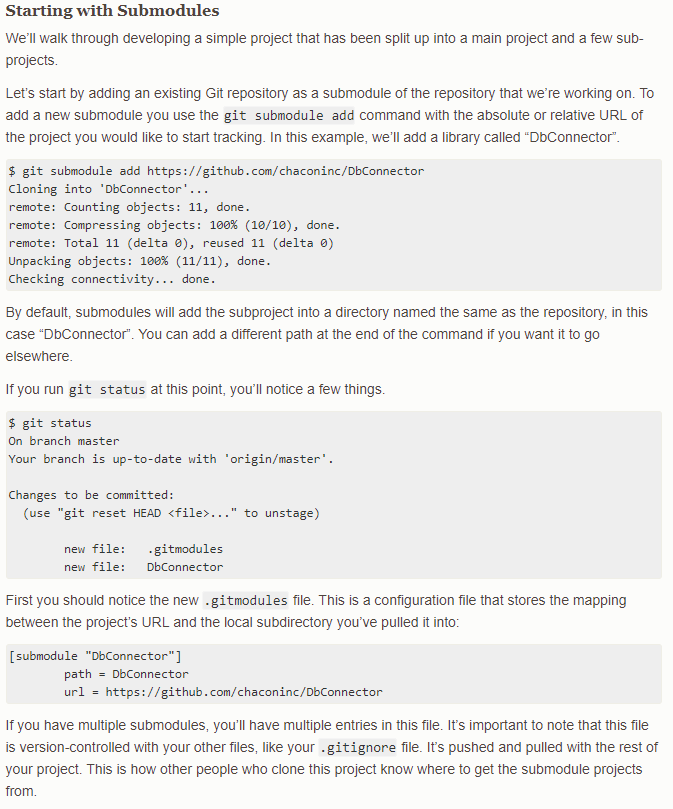 Starting with Submodules
We’ll walk through developing a simple project that has been split up into a main project and a few sub-
projects.
Let’s start by adding an existing Git repository as a submodule of the repository that we’re working on. To
add a new submodule you use the git submodule add command with the absolute or relative URL of
the project you would like to start tracking. In this example, we’ll add a library called “DbConnector”.
$ git submodule add https://github.com/chaconinc/DbConnector
Cloning into 'DbConnector'...
remote: Counting objects: 11, done.
remote: Compressing objects: 100% (10/10), done.
remote: Total 11 (delta 0), reused 11 (delta 0)
Unpacking objects: 100% (11/11), done.
Checking connectivity... done.
By default, submodules will add the subproject into a directory named the same as the repository, in this
case “DbConnector”. You can add a different path at the end of the command if you want it to go
elsewhere.
If you run git status at this point, you’ll notice a few things.
$ git status
On branch master
Your branch is up-to-date with 'origin/master'.
Changes to be committed:
  (use "git reset HEAD <file>..." to unstage)
        new file:   .gitmodules
        new file:   DbConnector
First you should notice the new .gitmodules file. This is a configuration file that stores the mapping
between the project’s URL and the local subdirectory you’ve pulled it into:
[submodule "DbConnector"]
        path = DbConnector
        url = https://github.com/chaconinc/DbConnector
If you have multiple submodules, you’ll have multiple entries in this file. It’s important to note that this file
is version-controlled with your other files, like your .gitignore file. It’s pushed and pulled with the rest of
your project. This is how other people who clone this project know where to get the submodule projects
from.